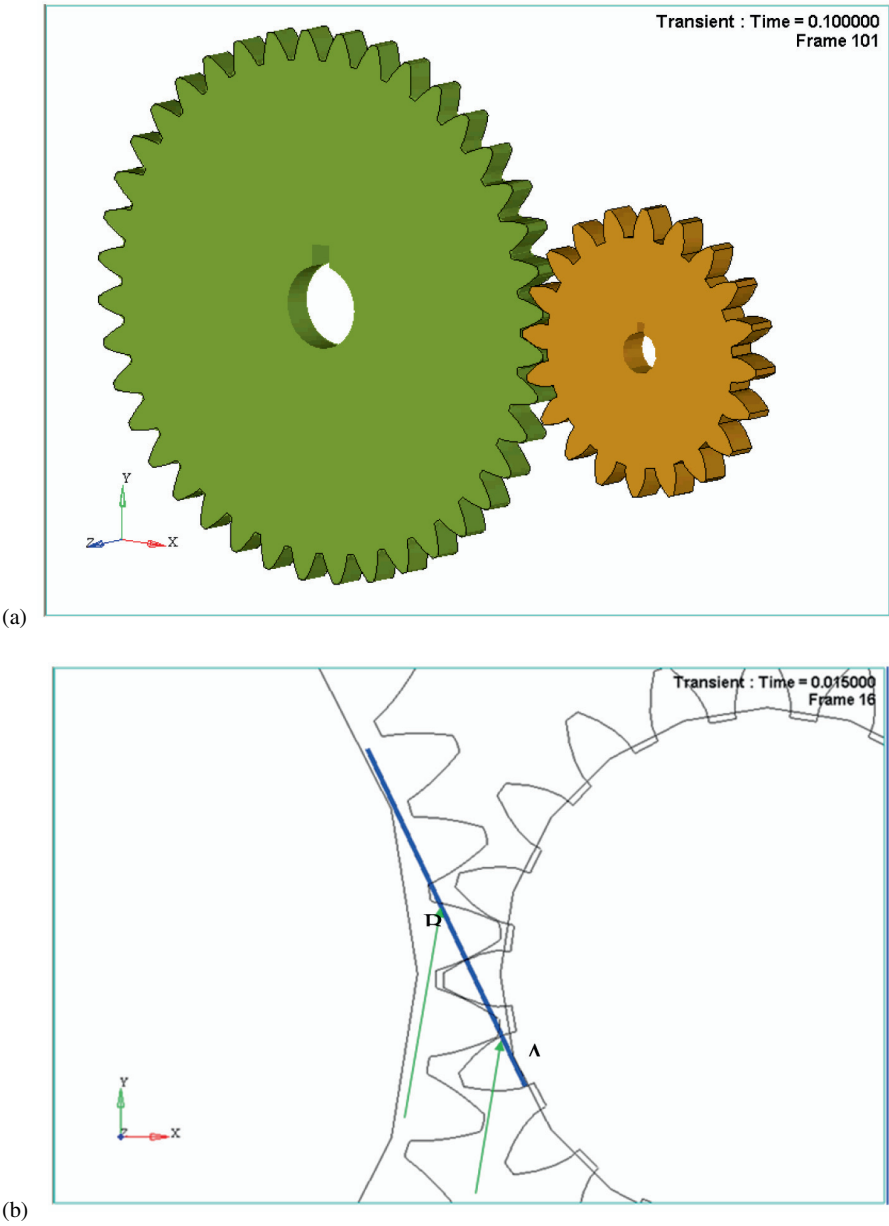 Transient : Time = 0.100000
Frame 101
Y
Z
X
(a)
Transient : Time = 0.015000
Frame 16
A
Y
Z
X
(b)